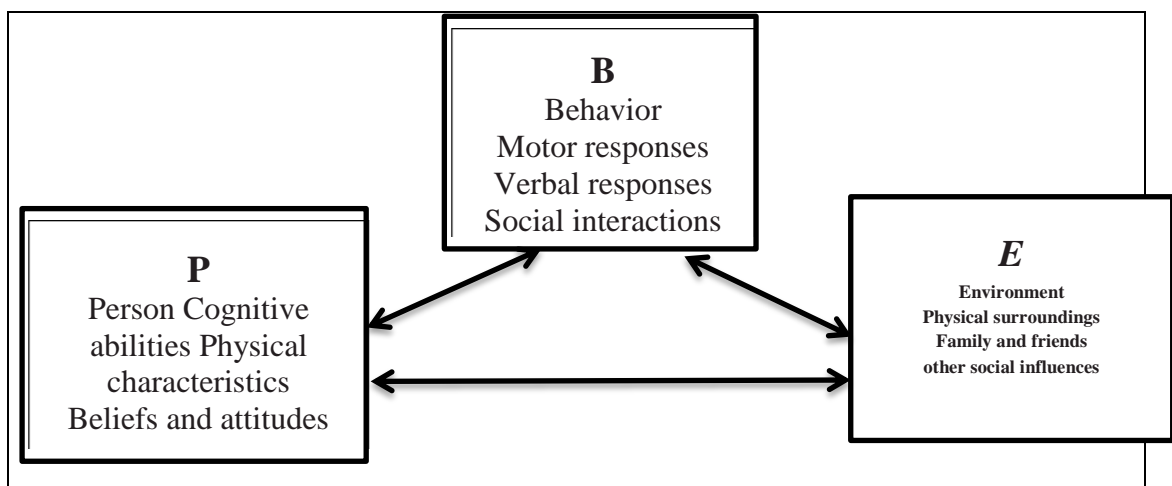 B
Behavior
Motor responses
Verbal responses
Social interactions
P
Person Cognitive
abilities Physical
characteristics
Beliefs and attitudes
E
Environment
Physical surroundings
Family and friends
other social influences